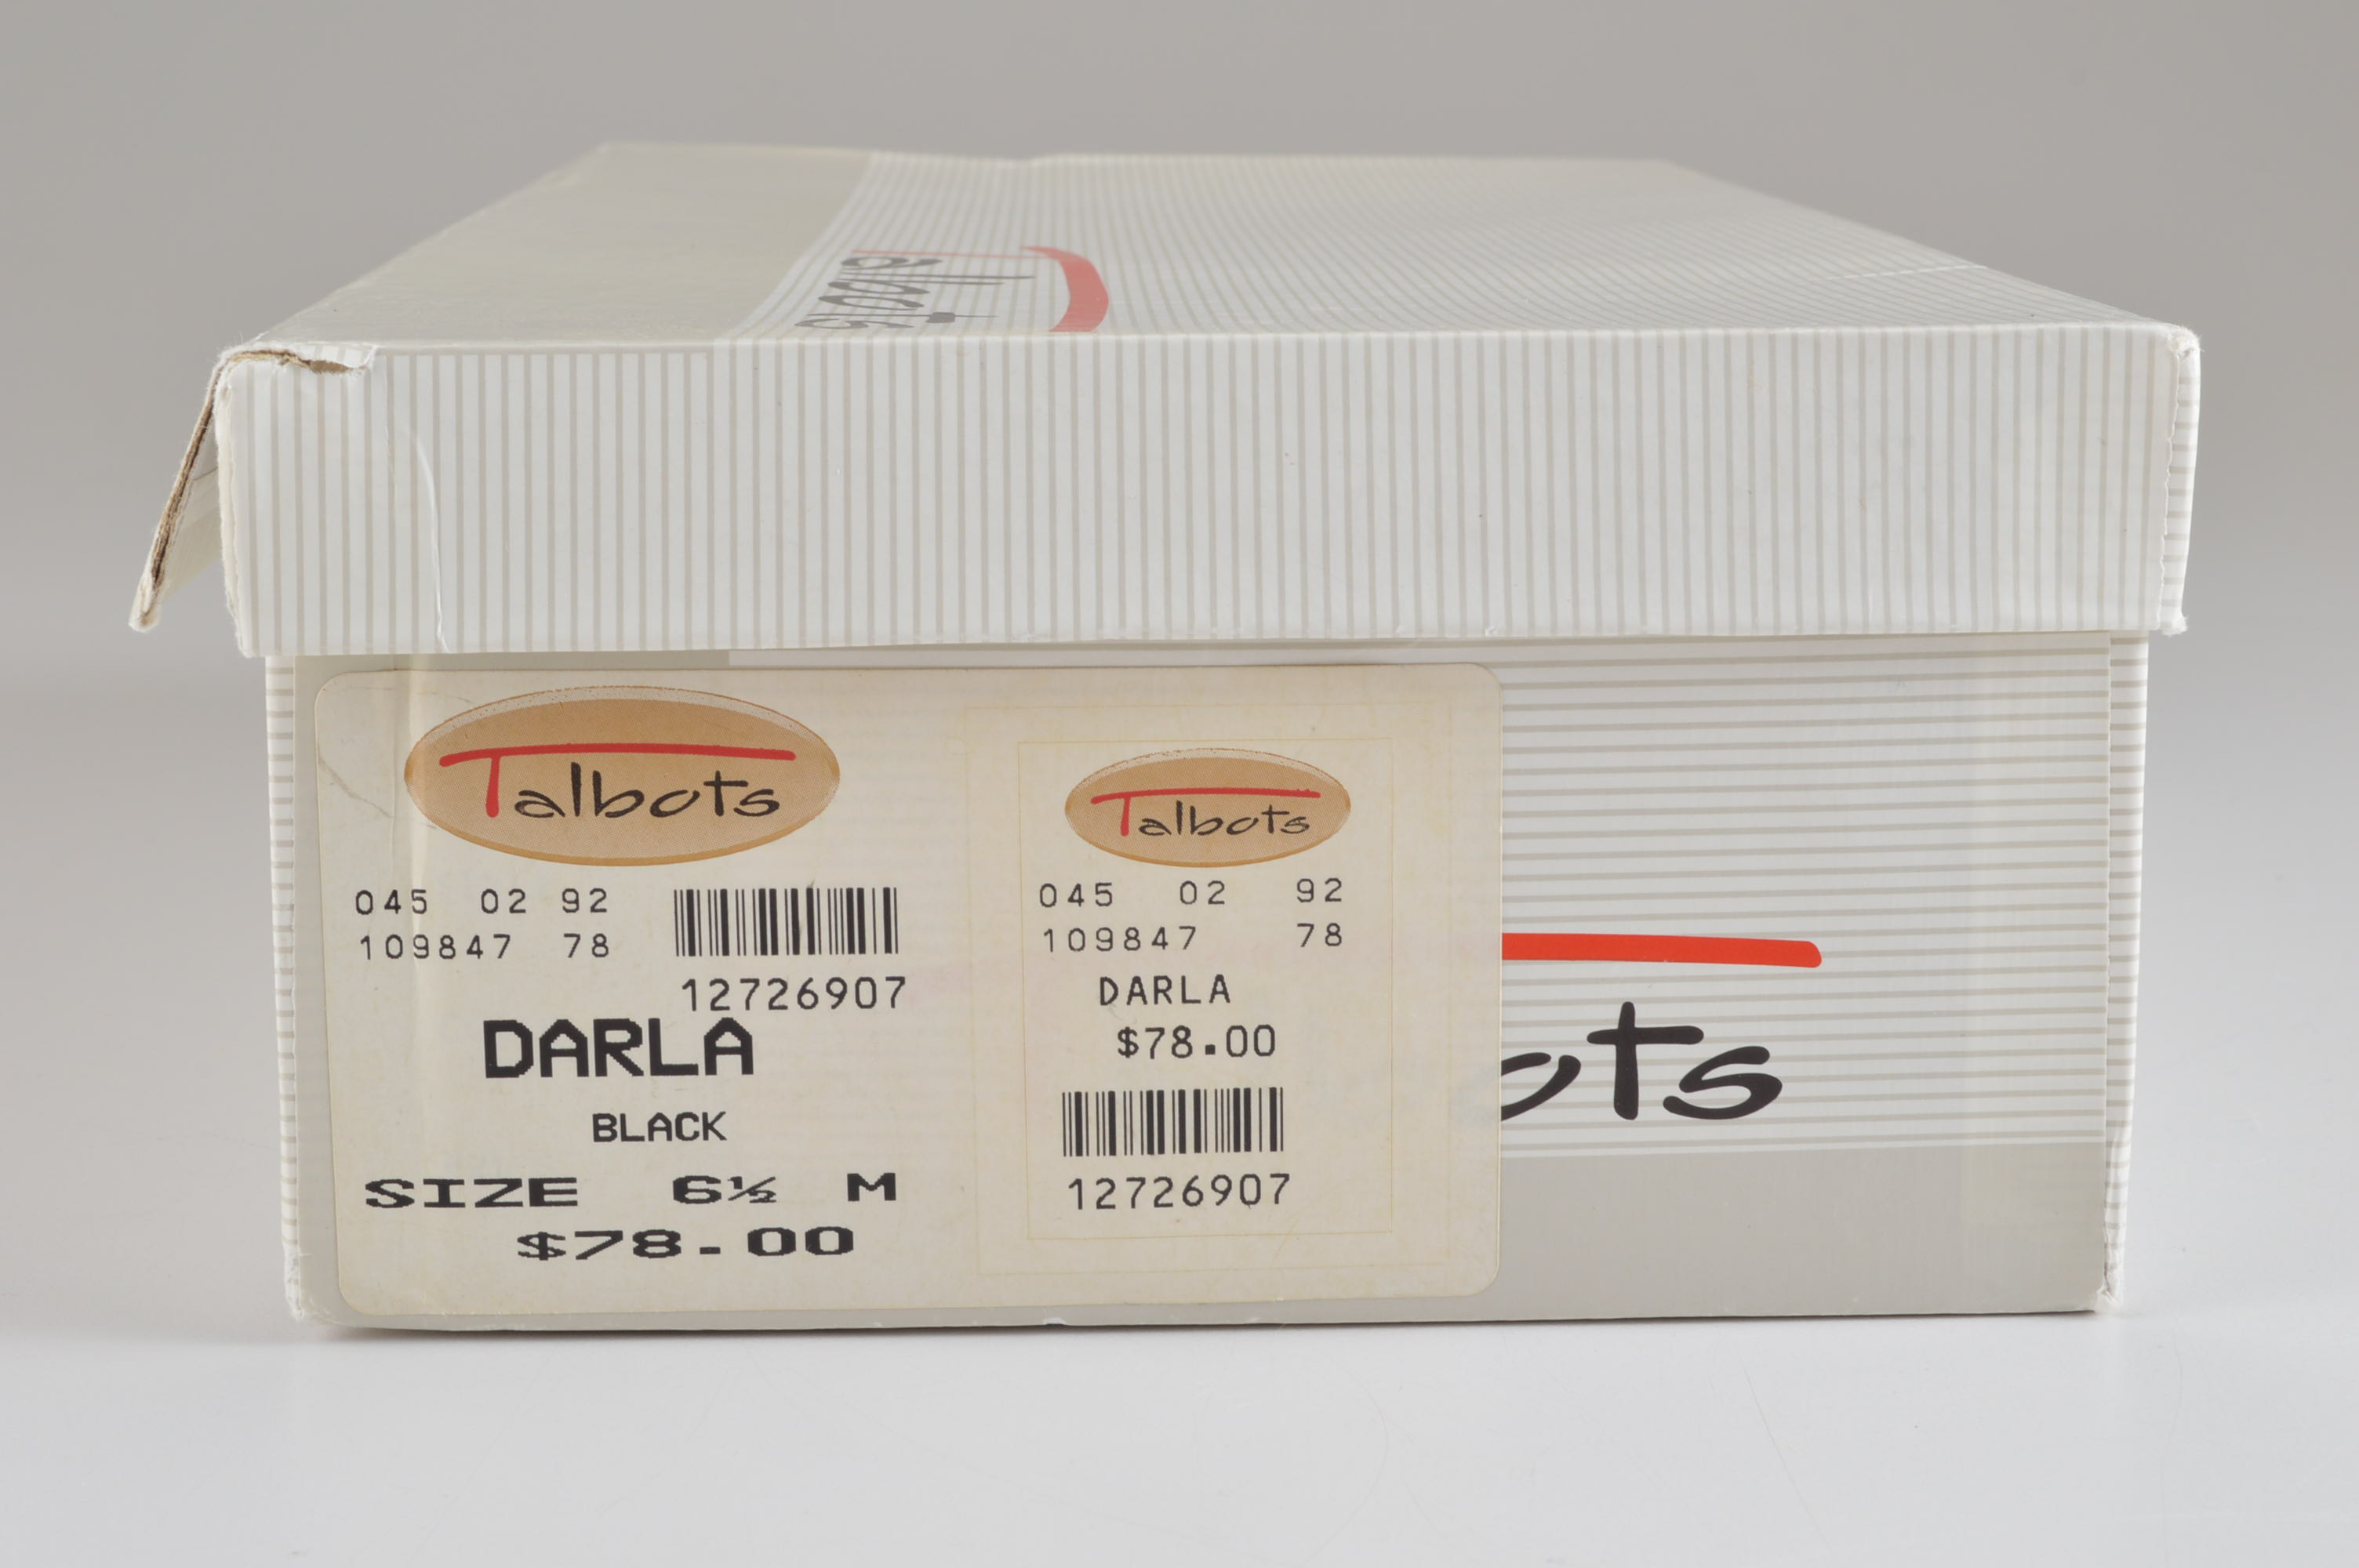 Talbots
Talbots
045 02 92
109847 78
12726907
DARLA
BLACK
SIZE 6½ M
$78.00
Talbots
045 02 92
109847 78
DARLA
$78.00
12726907
ots